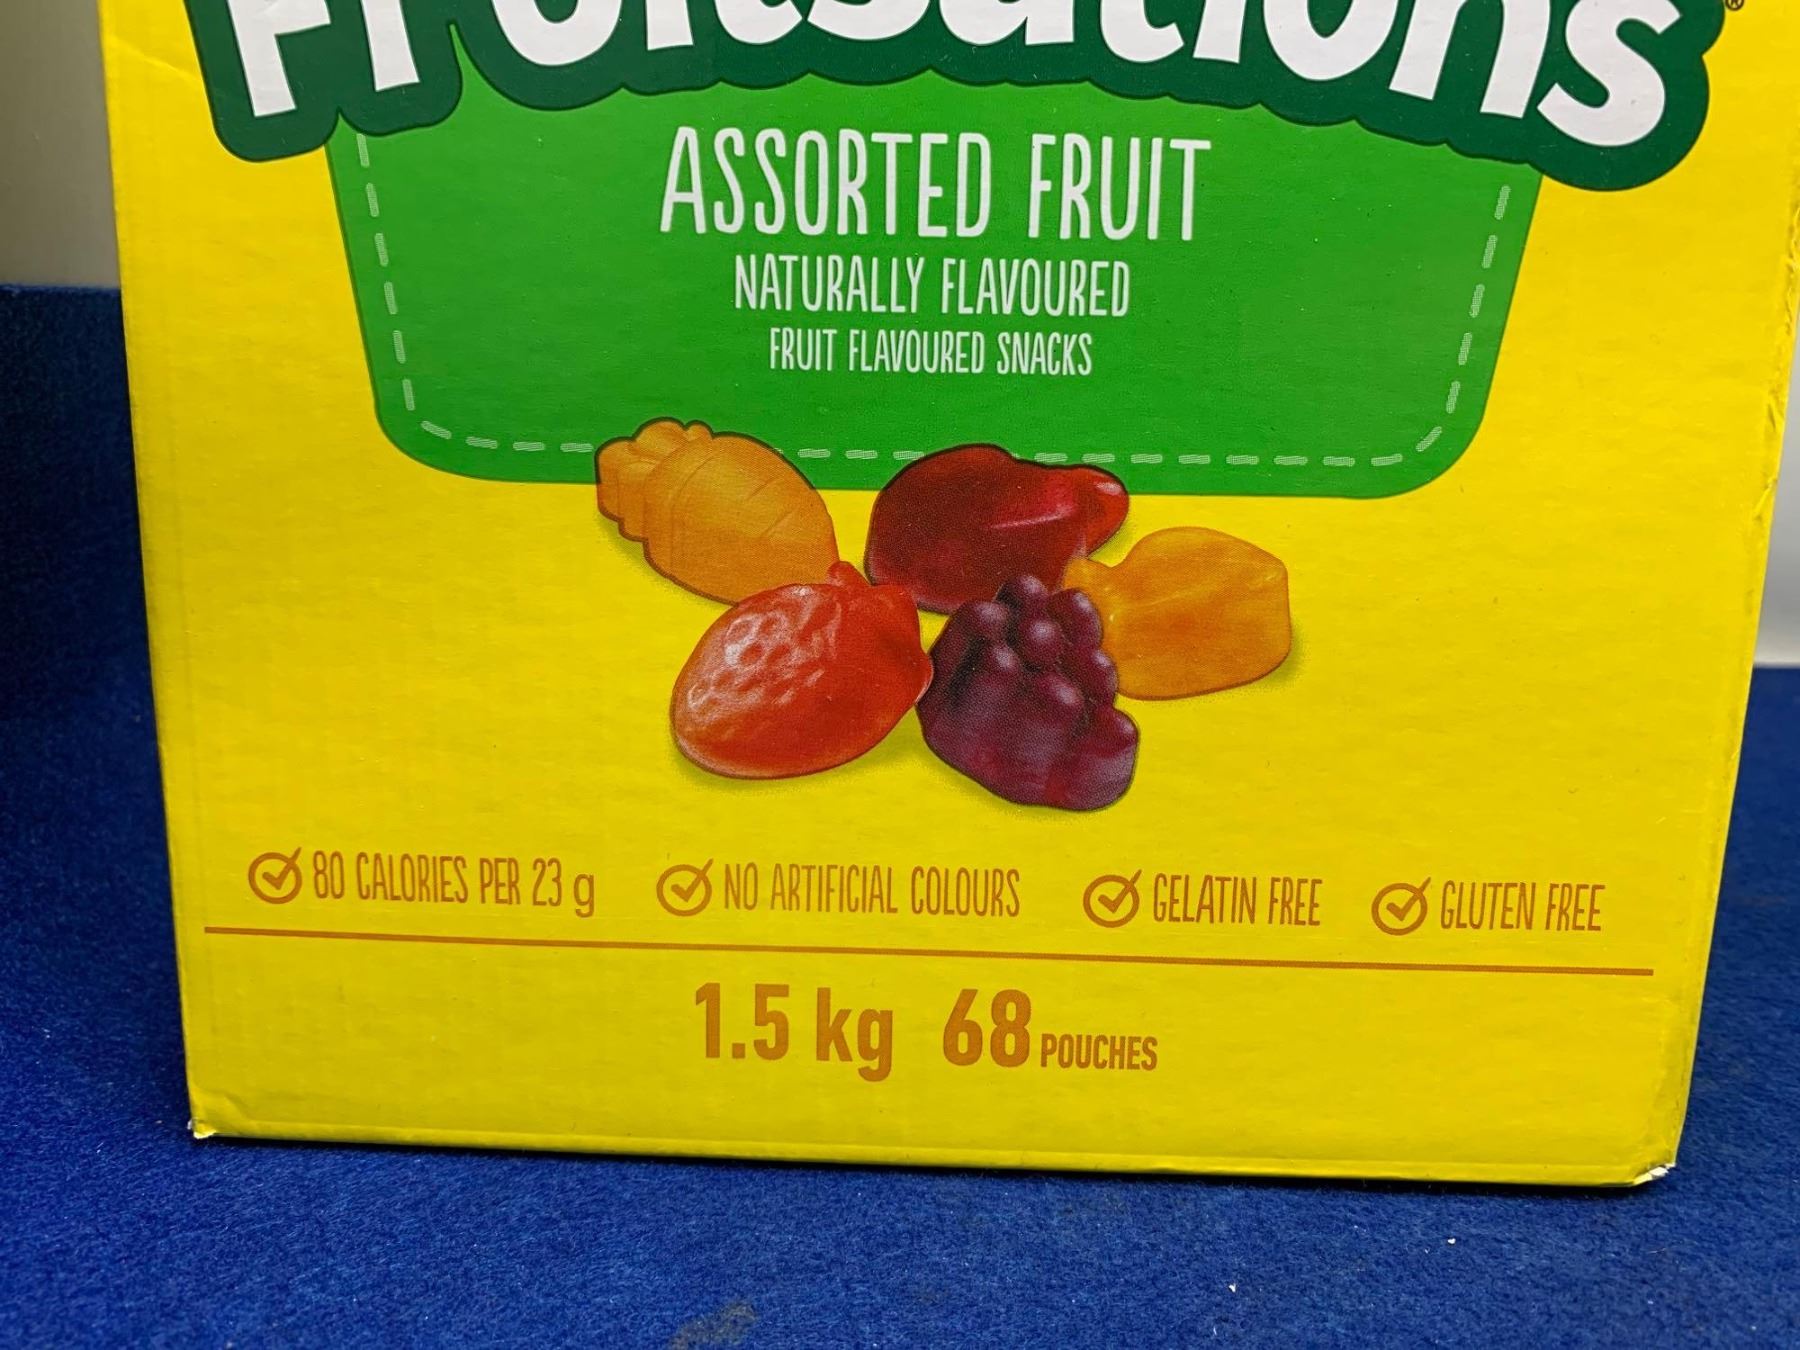 Fruitsations®
ASSORTED FRUIT
NATURALLY FLAVOURED
FRUIT FLAVOURED SNACKS
80 CALORIES PER 23 g NO ARTIFICIAL COLOURS GELATIN FREE GLUTEN FREE
1.5 kg 68 POUCHES